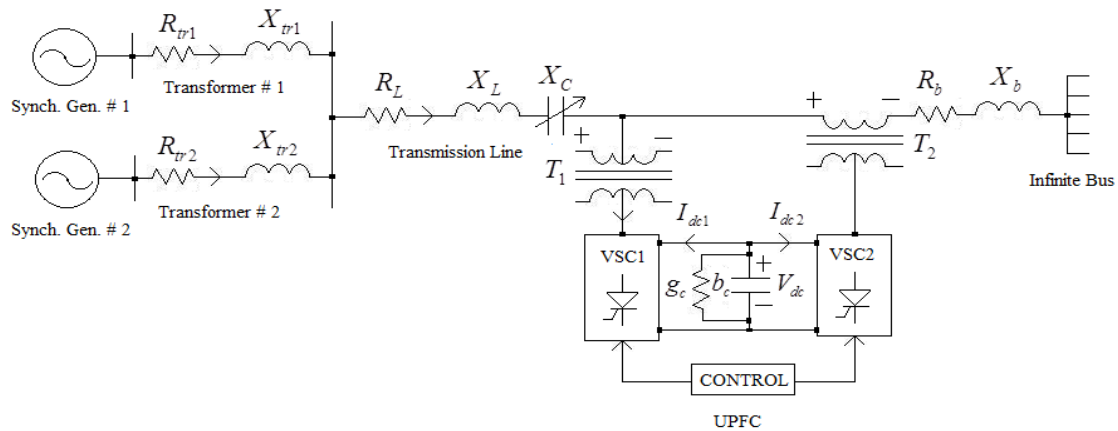 R_tr1
X_tr1
Transformer # 1
Synch. Gen. # 1
R_tr2
X_tr2
Transformer # 2
Synch. Gen. # 2
R_L
X_L
X_C
Transmission Line
+
−
T_1
+
−
T_2
R_b
X_b
Infinite Bus
I_dc1
I_dc2
VSC1
g_c
b_c
+
V_dc
−
VSC2
CONTROL
UPFC